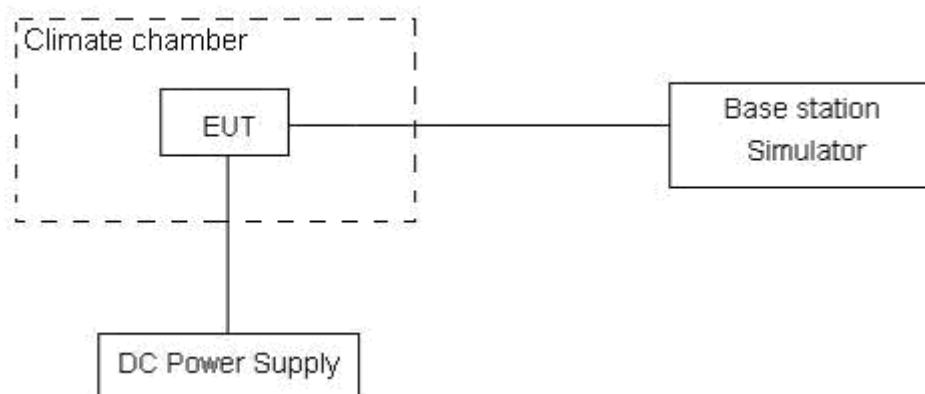 Climate chamber
EUT
Base station
Simulator
DC Power Supply